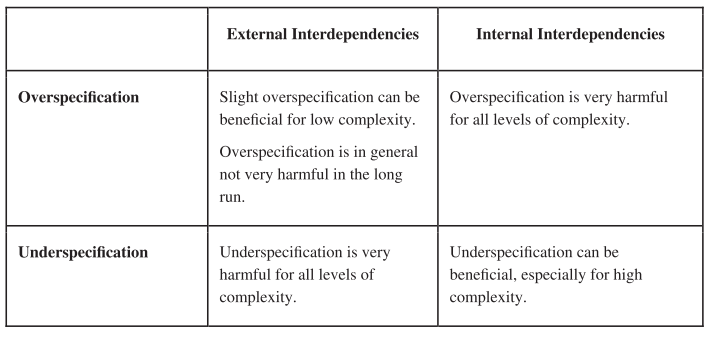 External Interdependencies
Internal Interdependencies
Overspecification
Slight overspecification can be
beneficial for low complexity.
Overspecification is in general
not very harmful in the long
run.
Overspecification is very harmful
for all levels of complexity.
Underspecification
Underspecification is very
harmful for all levels of
complexity.
Underspecification can be
beneficial, especially for high
complexity.